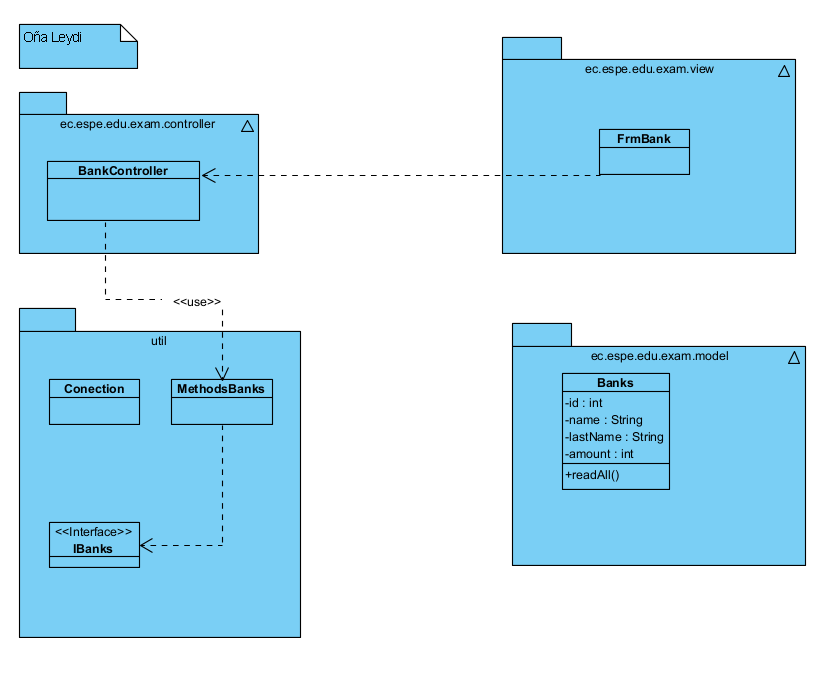 Oña Leydi
ec.espe.edu.exam.view
ec.espe.edu.exam.controller
FrmBank
BankController
<<use>>
util
ec.espe.edu.exam.model
Conection
MethodsBanks
Banks
-id : int
-name : String
-lastName : String
-amount : int
+readAll()
<<Interface>>
IBanks